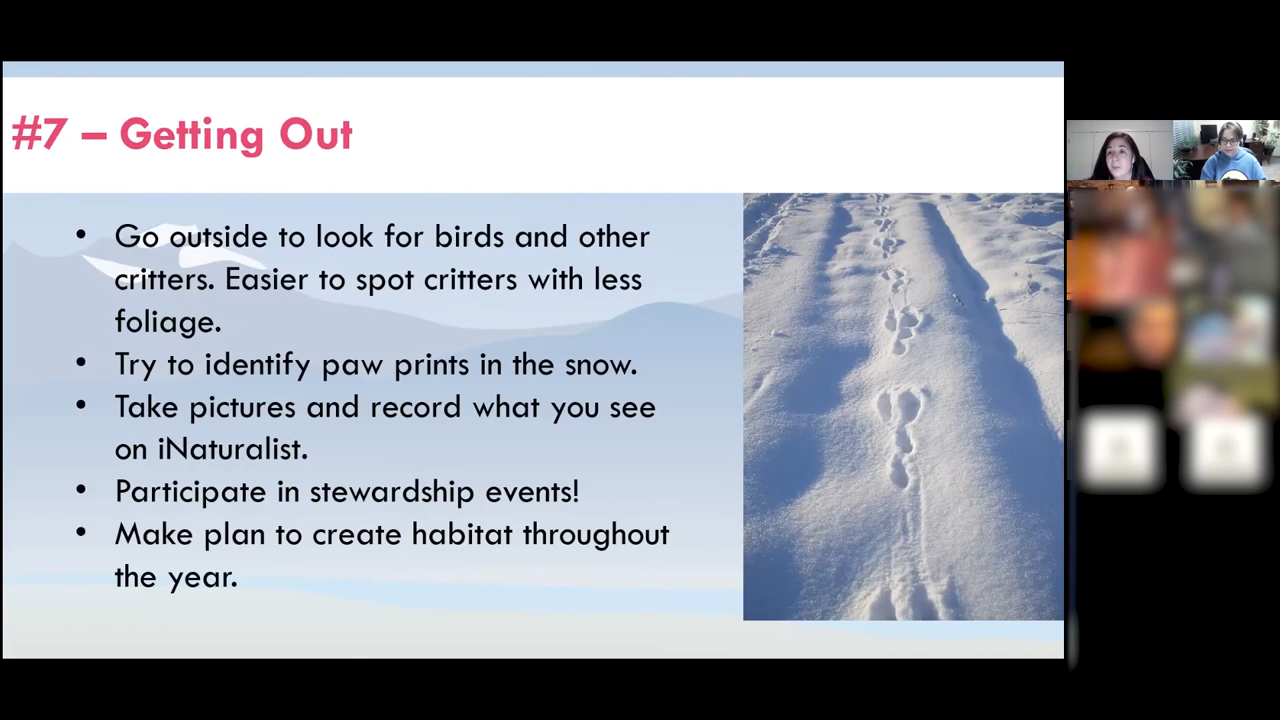 #7 – Getting Out
• Go outside to look for birds and other
critters. Easier to spot critters with less
foliage.
• Try to identify paw prints in the snow.
• Take pictures and record what you see
on iNaturalist.
• Participate in stewardship events!
• Make plan to create habitat throughout
the year.